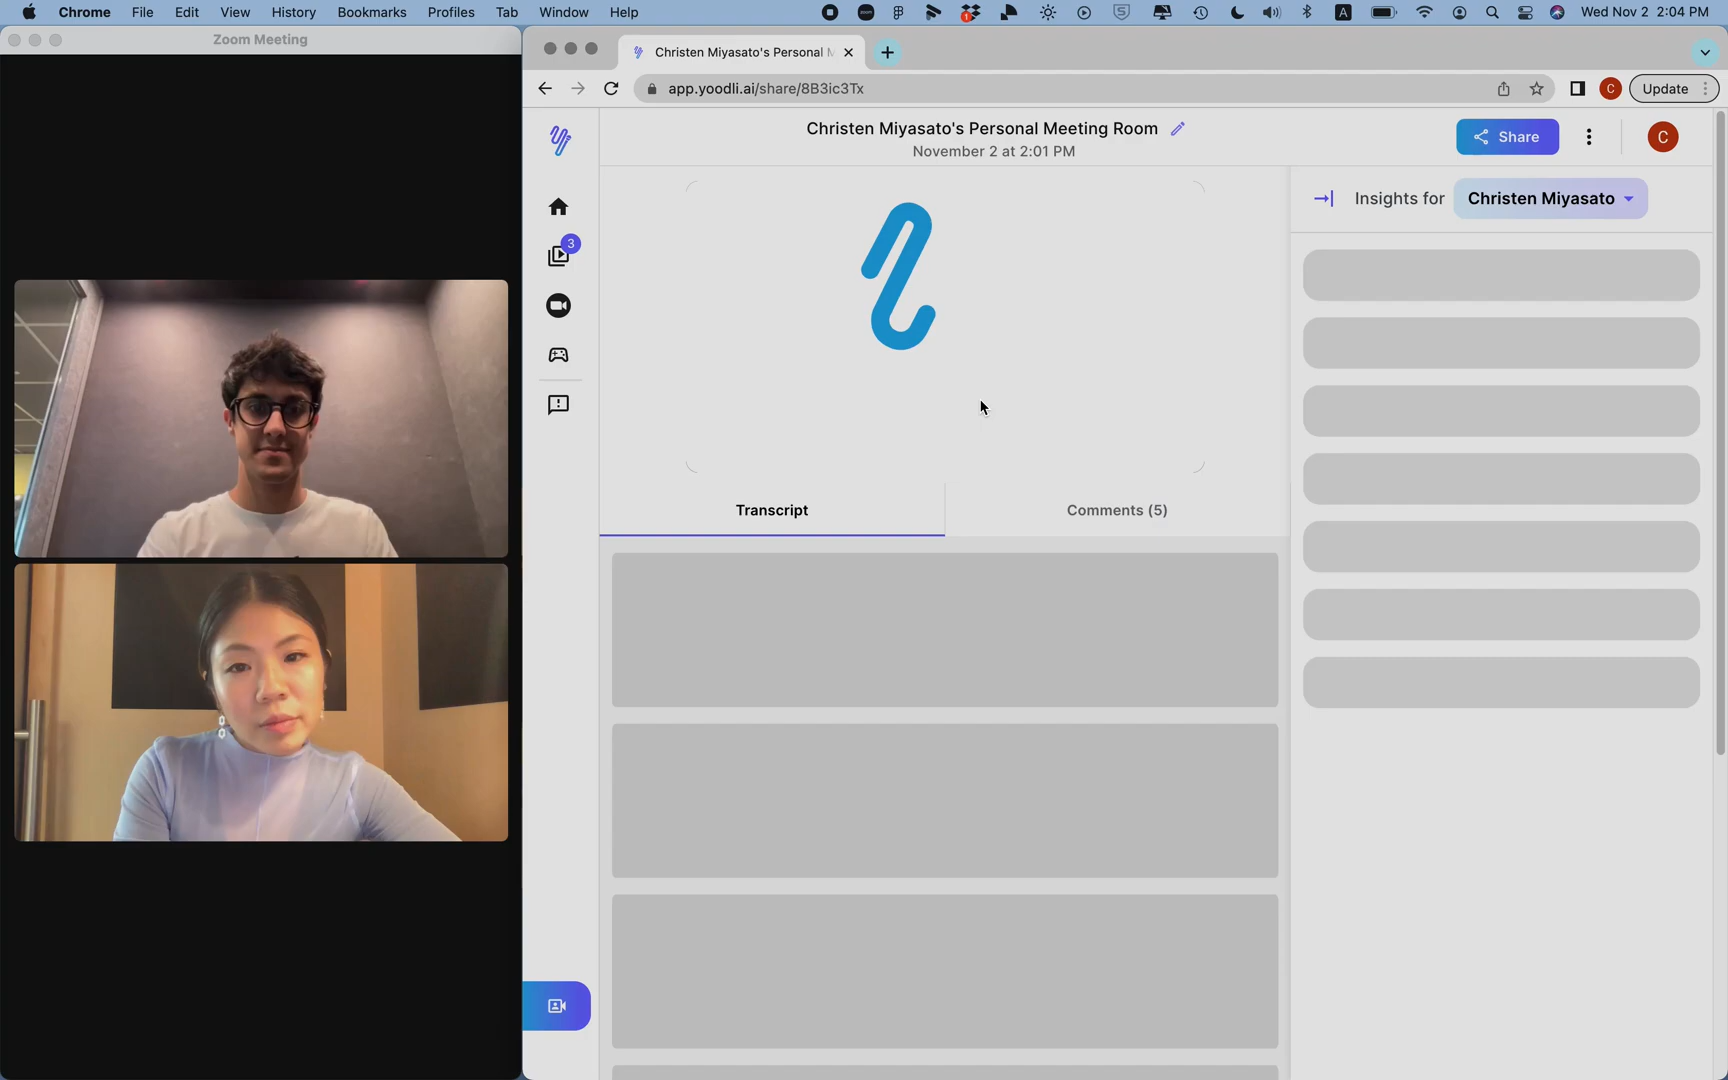 Chrome File Edit View History Bookmarks Profiles Tab Window Help
1
A
Wed Nov 2 2:04 PM
Zoom Meeting
Christen Miyasato's Personal M
app.yoodli.ai/share/8B3ic3Tx
C
Update
Christen Miyasato's Personal Meeting Room
November 2 at 2:01 PM
Share
C
Insights for Christen Miyasato
3
Transcript
Comments (5)